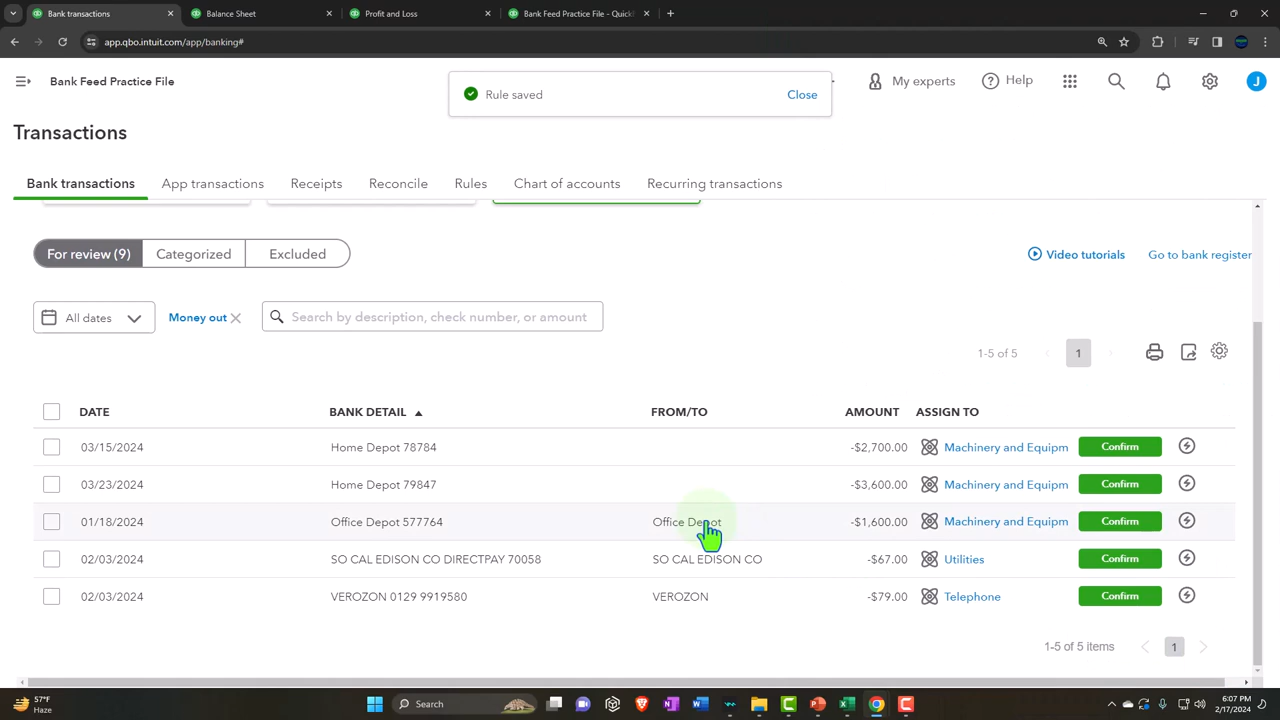 Bank transactions
Balance Sheet
Profit and Loss
Bank Feed Practice File - Quick
app.qbo.intuit.com/app/banking#
Bank Feed Practice File
Rule saved
Close
My experts
Help
J
Transactions
Bank transactions
App transactions
Receipts
Reconcile
Rules
Chart of accounts
Recurring transactions
For review (9)
Categorized
Excluded
Video tutorials
Go to bank register
All dates
Money out
Search by description, check number, or amount
1-5 of 5
1
DATE BANK DETAIL FROM/TO AMOUNT ASSIGN TO
03/15/2024 Home Depot 78784 -$2,700.00 Machinery and Equipm Confirm
03/23/2024 Home Depot 79847 -$3,600.00 Machinery and Equipm Confirm
01/18/2024 Office Depot 577764 Office Depot -$1,600.00 Machinery and Equipm Confirm
02/03/2024 SO CAL EDISON CO DIRECTPAY 70058 SO CAL EDISON CO -$67.00 Utilities Confirm
02/03/2024 VEROZON 0129 9919580 VEROZON -$79.00 Telephone Confirm
1-5 of 5 items
1
57°F
Haze
Search
6:07 PM
2/17/2024